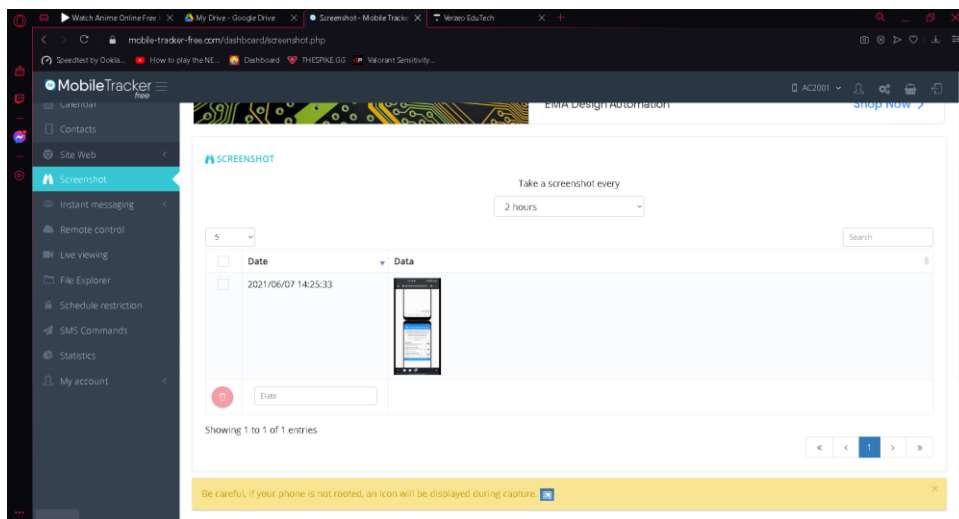 Watch Anime Online Free
My Drive - Google Drive
Screenshot - Mobile Tracke
Verzeo EduTech
mobile-tracker-free.com/dashboard/screenshot.php
Speedtest by Ookla...
How to play the NE...
Dashboard
THESPIKE.GG
Valorant Sensitivity...
MobileTracker
free
AC2001
Calendar
EMA Design Automation
Shop Now
Contacts
Site Web
SCREENSHOT
Screenshot
Take a screenshot every
2 hours
Instant messaging
Remote control
5
Search
Live viewing
Date
Data
File Explorer
2021/06/07 14:25:33
Schedule restriction
SMS Commands
Statistics
My account
Date
Showing 1 to 1 of 1 entries
« < 1 > »
Be careful, if your phone is not rooted, an icon will be displayed during capture.